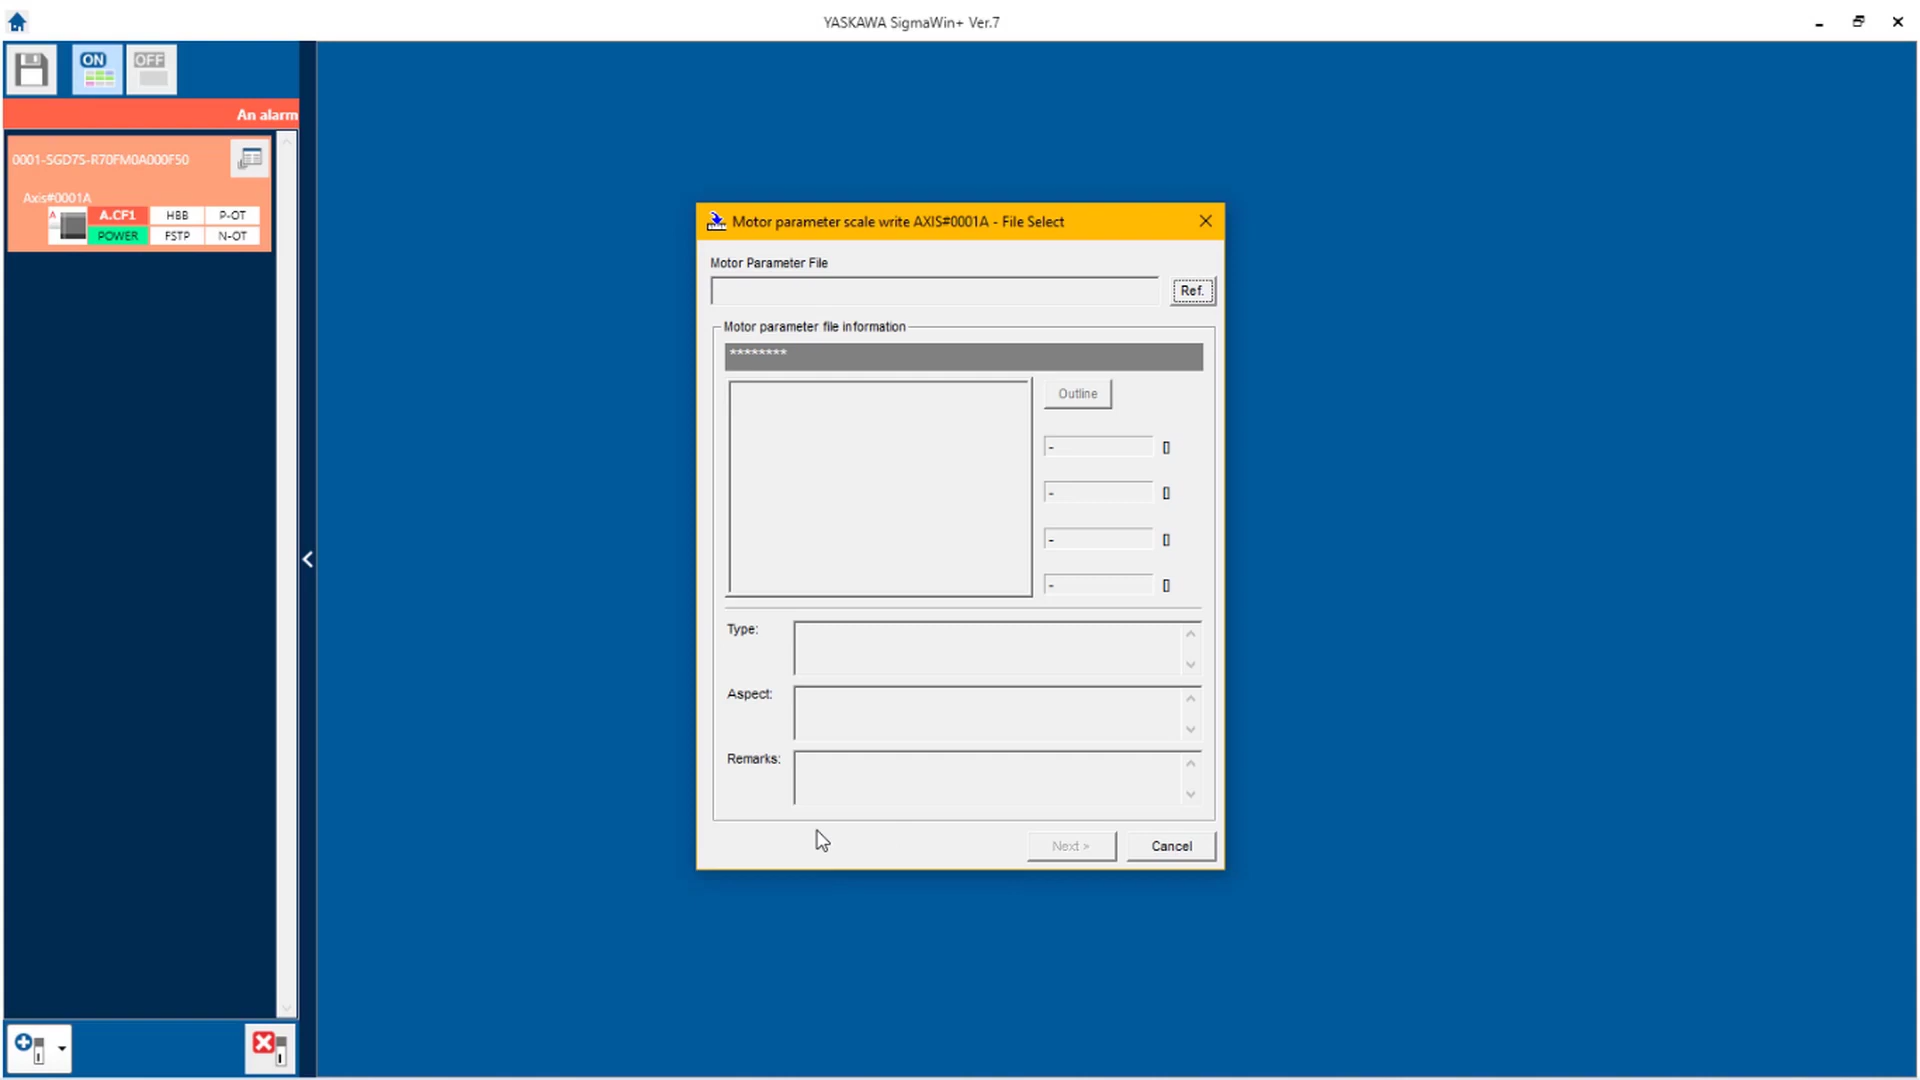 YASKAWA SigmaWin+ Ver.7
ON
OFF
An alarm
0001-SGD7S-R70FM0A000F50
Axis#0001A
A
A.CF1
HBB
P-OT
POWER
FSTP
N-OT
Motor parameter scale write AXIS#0001A - File Select
Motor Parameter File
Ref.
Motor parameter file information
********
Outline
- []
- []
- []
- []
Type:
Aspect:
Remarks:
Next >
Cancel